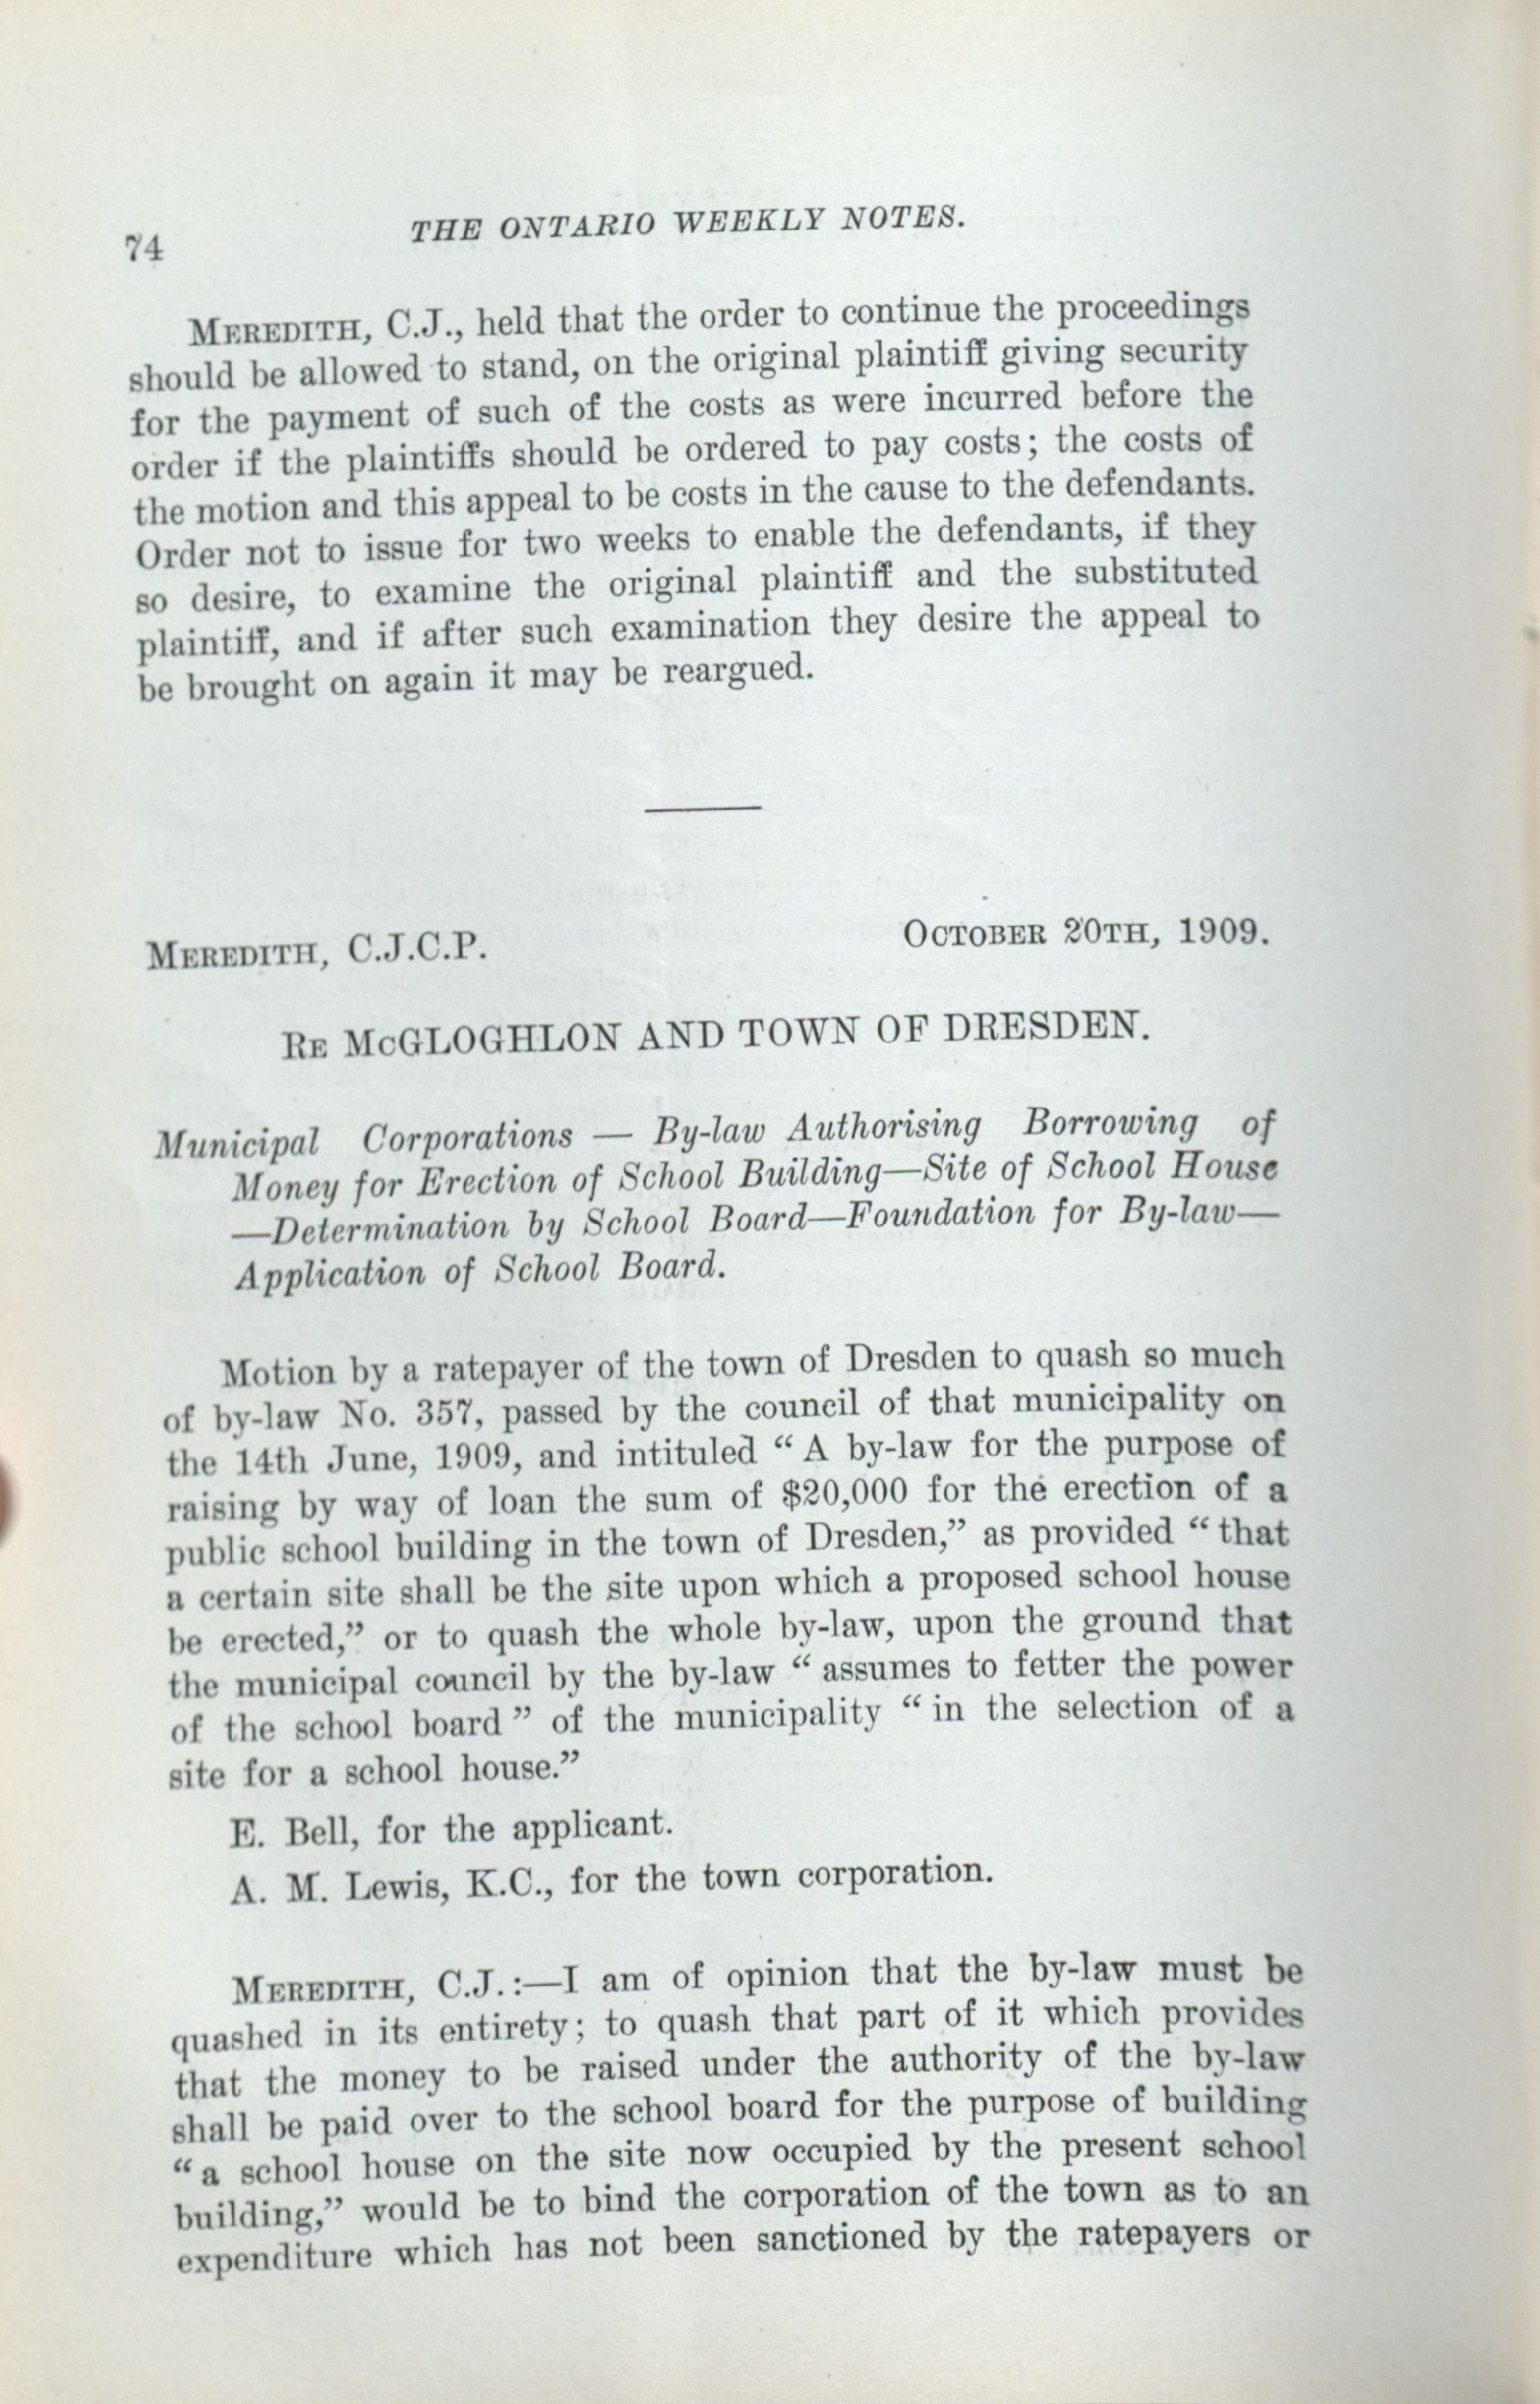 74
THE ONTARIO WEEKLY NOTES.
MEREDITH, C.J., held that the order to continue the proceedings
should be allowed to stand, on the original plaintiff giving security
for the payment of such of the costs as were incurred before the
order if the plaintiffs should be ordered to pay costs; the costs of
the motion and this appeal to be costs in the cause to the defendants.
Order not to issue for two weeks to enable the defendants, if they
so desire, to examine the original plaintiff and the substituted
plaintiff, and if after such examination they desire the appeal to
be brought on again it may be reargued.
MEREDITH, C.J.C.P.
OCTOBER 20TH, 1909.
RE McGLOGHLON AND TOWN OF DRESDEN.
Municipal Corporations — By-law Authorising Borrowing of
Money for Erection of School Building—Site of School House
—Determination by School Board—Foundation for By-law—
Application of School Board.
Motion by a ratepayer of the town of Dresden to quash so much
of by-law No. 357, passed by the council of that municipality on
the 14th June, 1909, and intituled “A by-law for the purpose of
raising by way of loan the sum of $20,000 for the erection of a
public school building in the town of Dresden,” as provided “that
a certain site shall be the site upon which a proposed school house
be erected,” or to quash the whole by-law, upon the ground that
the municipal council by the by-law “assumes to fetter the power
of the school board” of the municipality “in the selection of a
site for a school house.”
E. Bell, for the applicant.
A. M. Lewis, K.C., for the town corporation.
MEREDITH, C.J.:—I am of opinion that the by-law must be
quashed in its entirety; to quash that part of it which provides
that the money to be raised under the authority of the by-law
shall be paid over to the school board for the purpose of building
“a school house on the site now occupied by the present school
building,” would be to bind the corporation of the town as to an
expenditure which has not been sanctioned by the ratepayers or